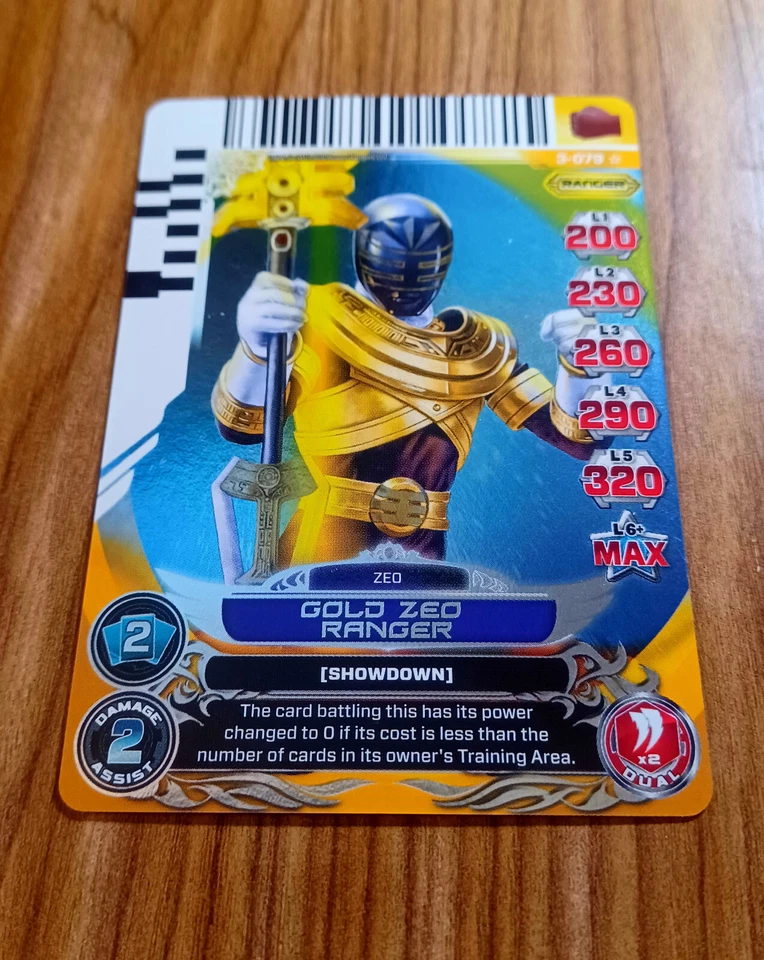 3-079 ☆
RANGER
L1
200
L2
230
L3
260
L4
290
L5
320
L6+
MAX
ZEO
GOLD ZEO
RANGER
2
[SHOWDOWN]
DAMAGE
2
ASSIST
The card battling this has its power
changed to 0 if its cost is less than the
number of cards in its owner's Training Area.
x2
DUAL